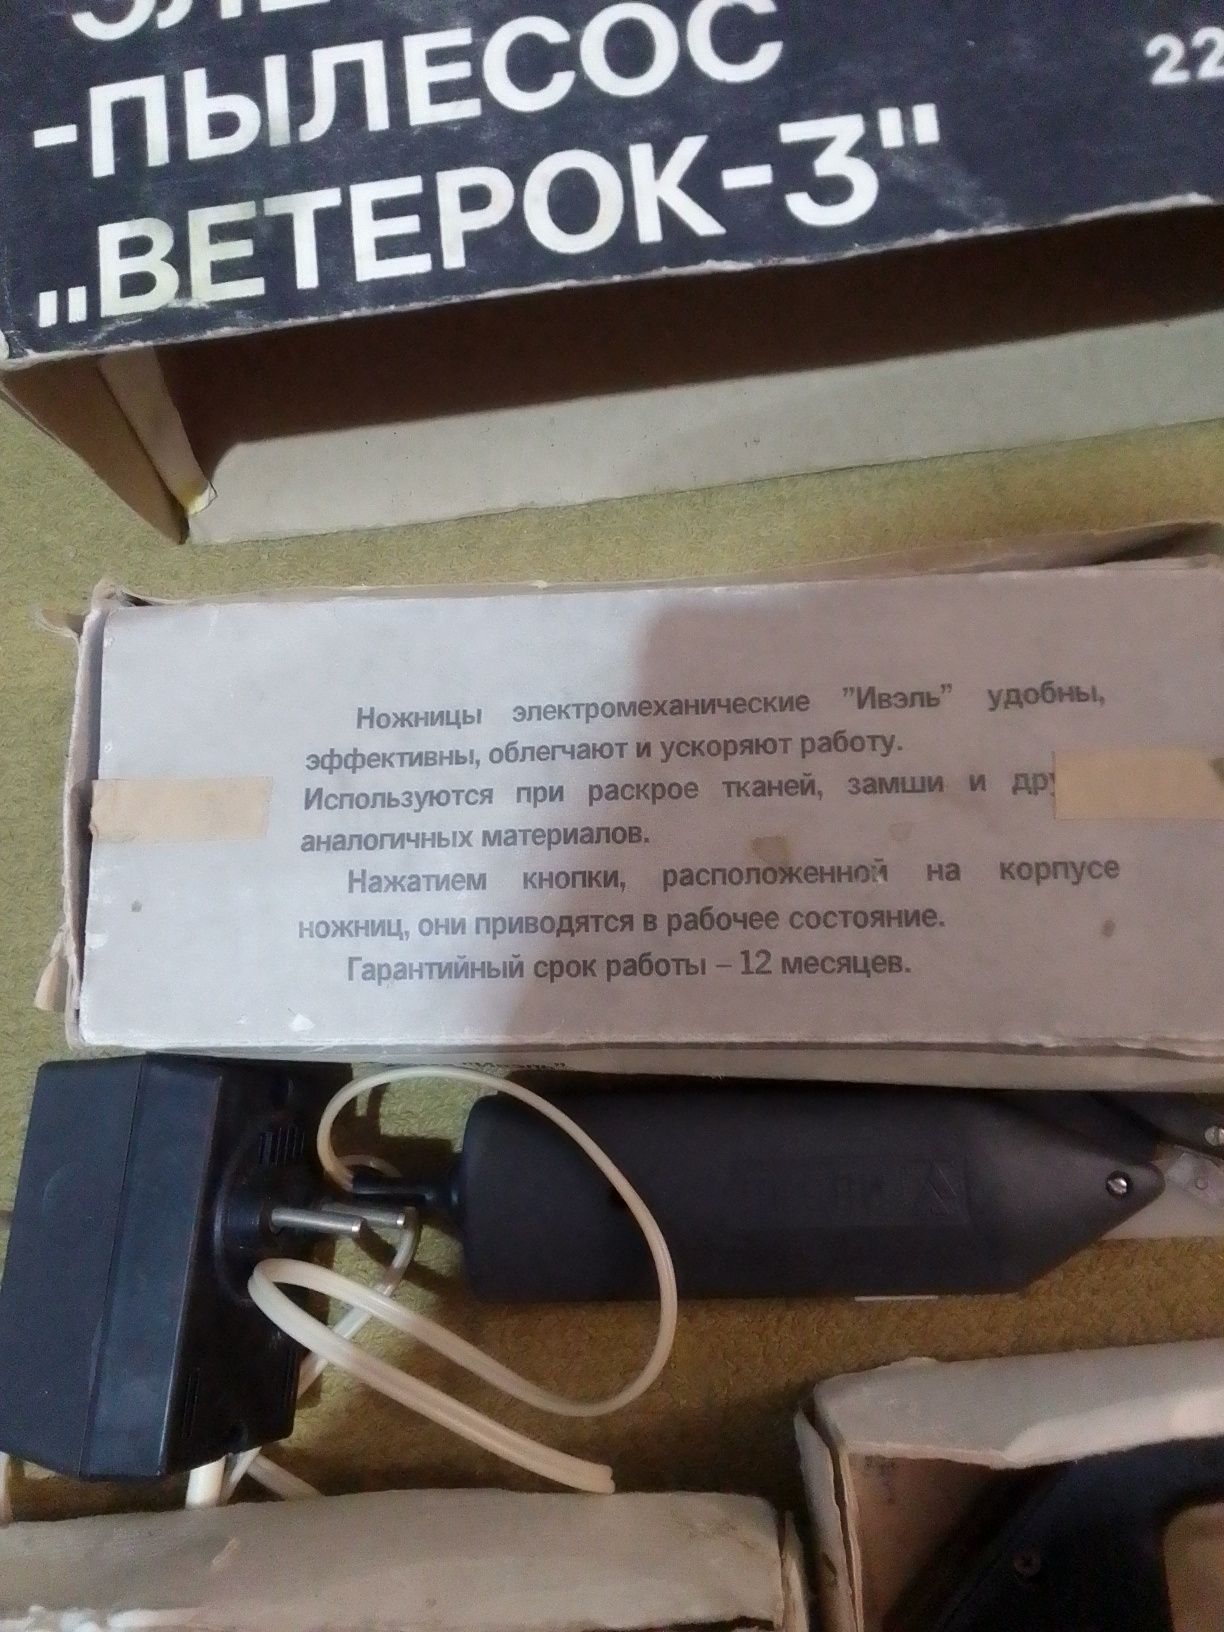 -ПЫЛЕСОС
22
„ВЕТЕРОК-3"
Ножницы электромеханические "Ивэль" удобны,
эффективны, облегчают и ускоряют работу.
Используются при раскрое тканей, замши и
аналогичных материалов.
Нажатием кнопки, расположенной на корпусе
ножниц, они приводятся в рабочее состояние.
Гарантийный срок работы – 12 месяцев.